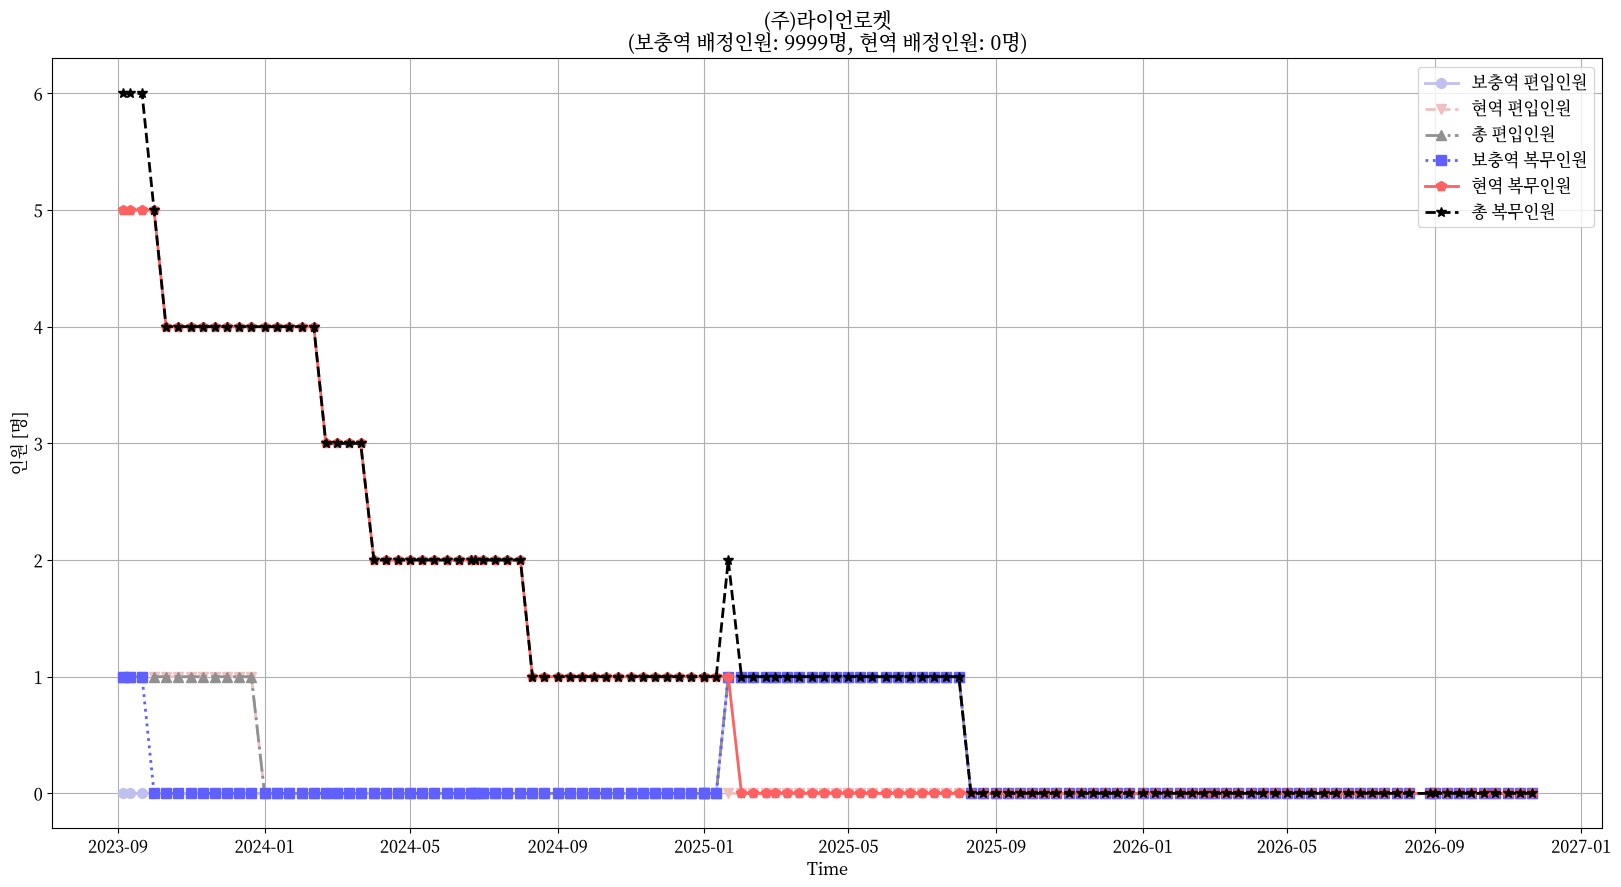 (주)라이언로켓
(보충역 배정인원: 9999명, 현역 배정인원: 0명)
보충역 편입인원
현역 편입인원
총 편입인원
보충역 복무인원
현역 복무인원
총 복무인원
인원 [명]
6
5
4
3
2
1
0
2023-09
2024-01
2024-05
2024-09
2025-01
2025-05
2025-09
2026-01
2026-05
2026-09
2027-01
Time